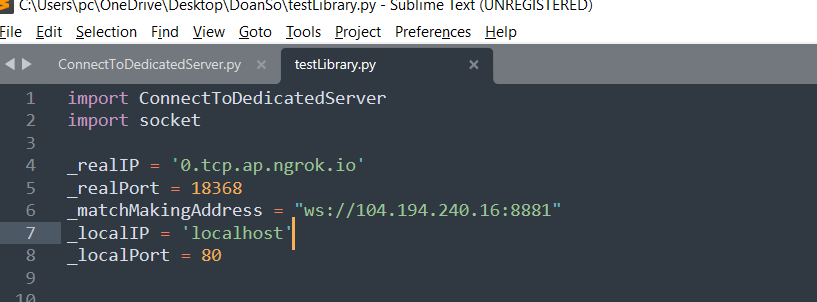 C:\Users\pc\OneDrive\Desktop\DoanSo\testLibrary.py - Sublime Text (UNREGISTERED)
File Edit Selection Find View Goto Tools Project Preferences Help
ConnectToDedicatedServer.py × testLibrary.py ×
1 import ConnectToDedicatedServer
2 import socket
3
4 _realIP = '0.tcp.ap.ngrok.io'
5 _realPort = 18368
6 _matchMakingAddress = "ws://104.194.240.16:8881"
7 _localIP = 'localhost'
8 _localPort = 80
9
10